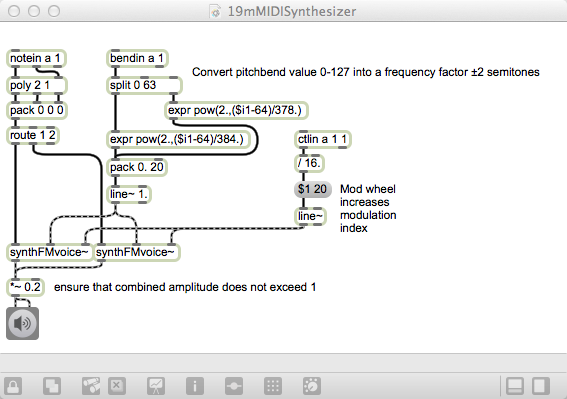 19mMIDISynthesizer
notein a 1
bendin a 1
Convert pitchbend value 0-127 into a frequency factor ±2 semitones
poly 2 1
split 0 63
pack 0 0 0
expr pow(2.,($i1-64)/378.)
route 1 2
expr pow(2.,($i1-64)/384.)
ctlin a 1 1
pack 0. 20
/ 16.
line~ 1.
$1 20
Mod wheel
increases
modulation
index
line~
synthFMvoice~
synthFMvoice~
*~ 0.2
ensure that combined amplitude does not exceed 1